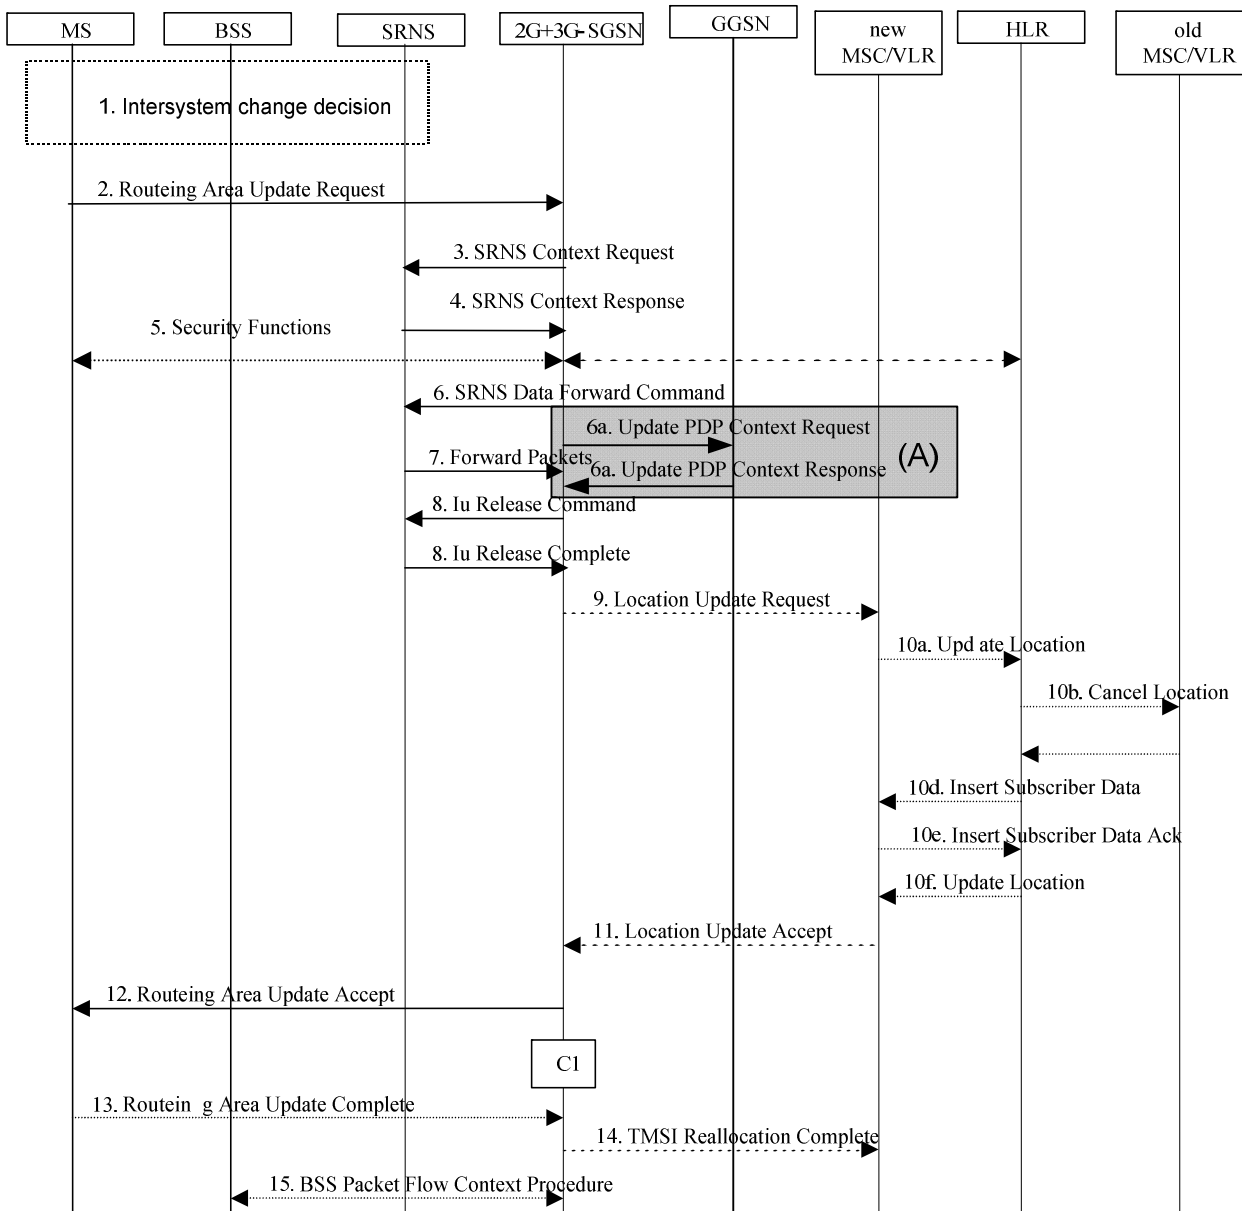 MS
BSS
SRNS
2G+3G-SGSN
GGSN
new
MSC/VLR
HLR
old
MSC/VLR
1. Intersystem change decision
2. Routeing Area Update Request
3. SRNS Context Request
4. SRNS Context Response
5. Security Functions
6. SRNS Data Forward Command
6a. Update PDP Context Request
(A)
7. Forward Packets
6a. Update PDP Context Response
8. Iu Release Command
8. Iu Release Complete
9. Location Update Request
10a. Upd ate Location
10b. Cancel Location
10d. Insert Subscriber Data
10e. Insert Subscriber Data Ack
10f. Update Location
11. Location Update Accept
12. Routeing Area Update Accept
C1
13. Routein g Area Update Complete
14. TMSI Reallocation Complete
15. BSS Packet Flow Context Procedure